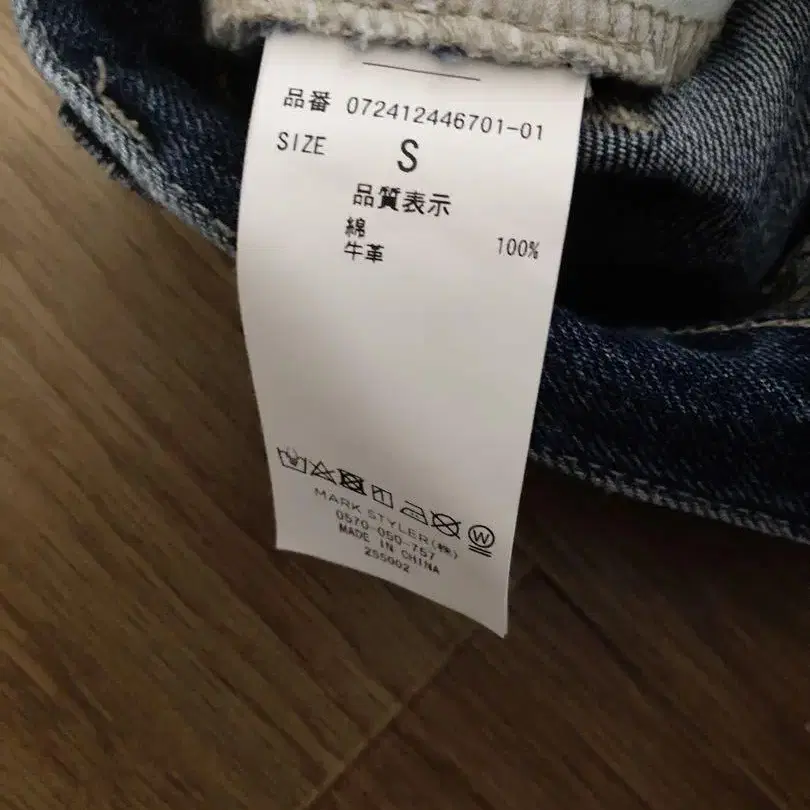 品番 072412446701-01
SIZE S
品質表示
綿 100%
牛革
MARK STYLER(株)
0570-050-757
MADE IN CHINA
255002